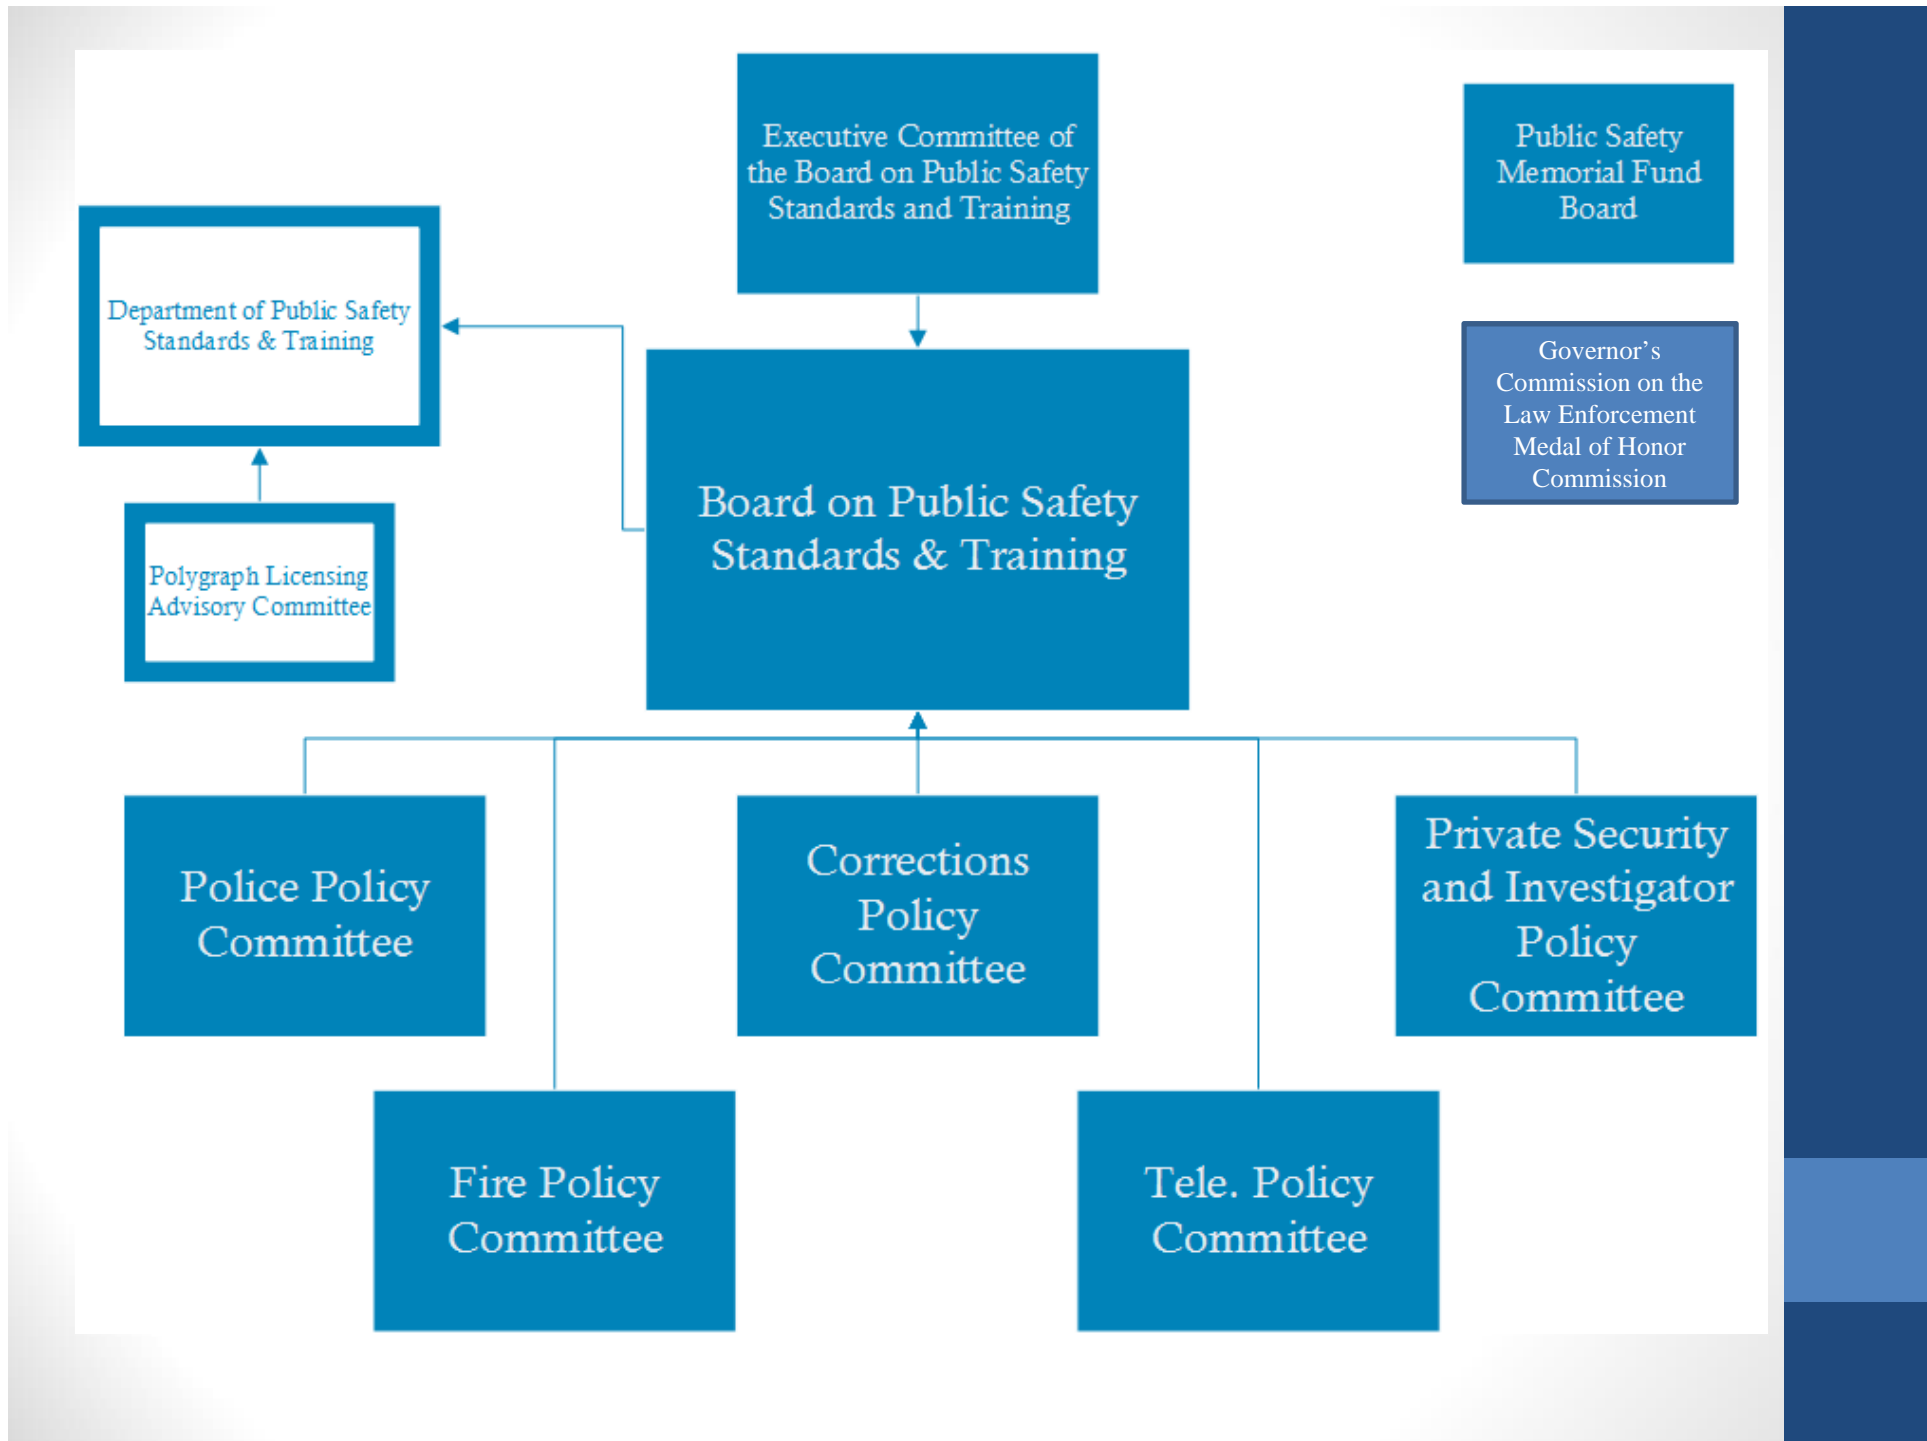 Executive Committee of
the Board on Public Safety
Standards and Training
Public Safety
Memorial Fund
Board
Department of Public Safety
Standards & Training
Governor’s
Commission on the
Law Enforcement
Medal of Honor
Commission
Board on Public Safety
Standards & Training
Polygraph Licensing
Advisory Committee
Police Policy
Committee
Corrections
Policy
Committee
Private Security
and Investigator
Policy
Committee
Fire Policy
Committee
Tele. Policy
Committee